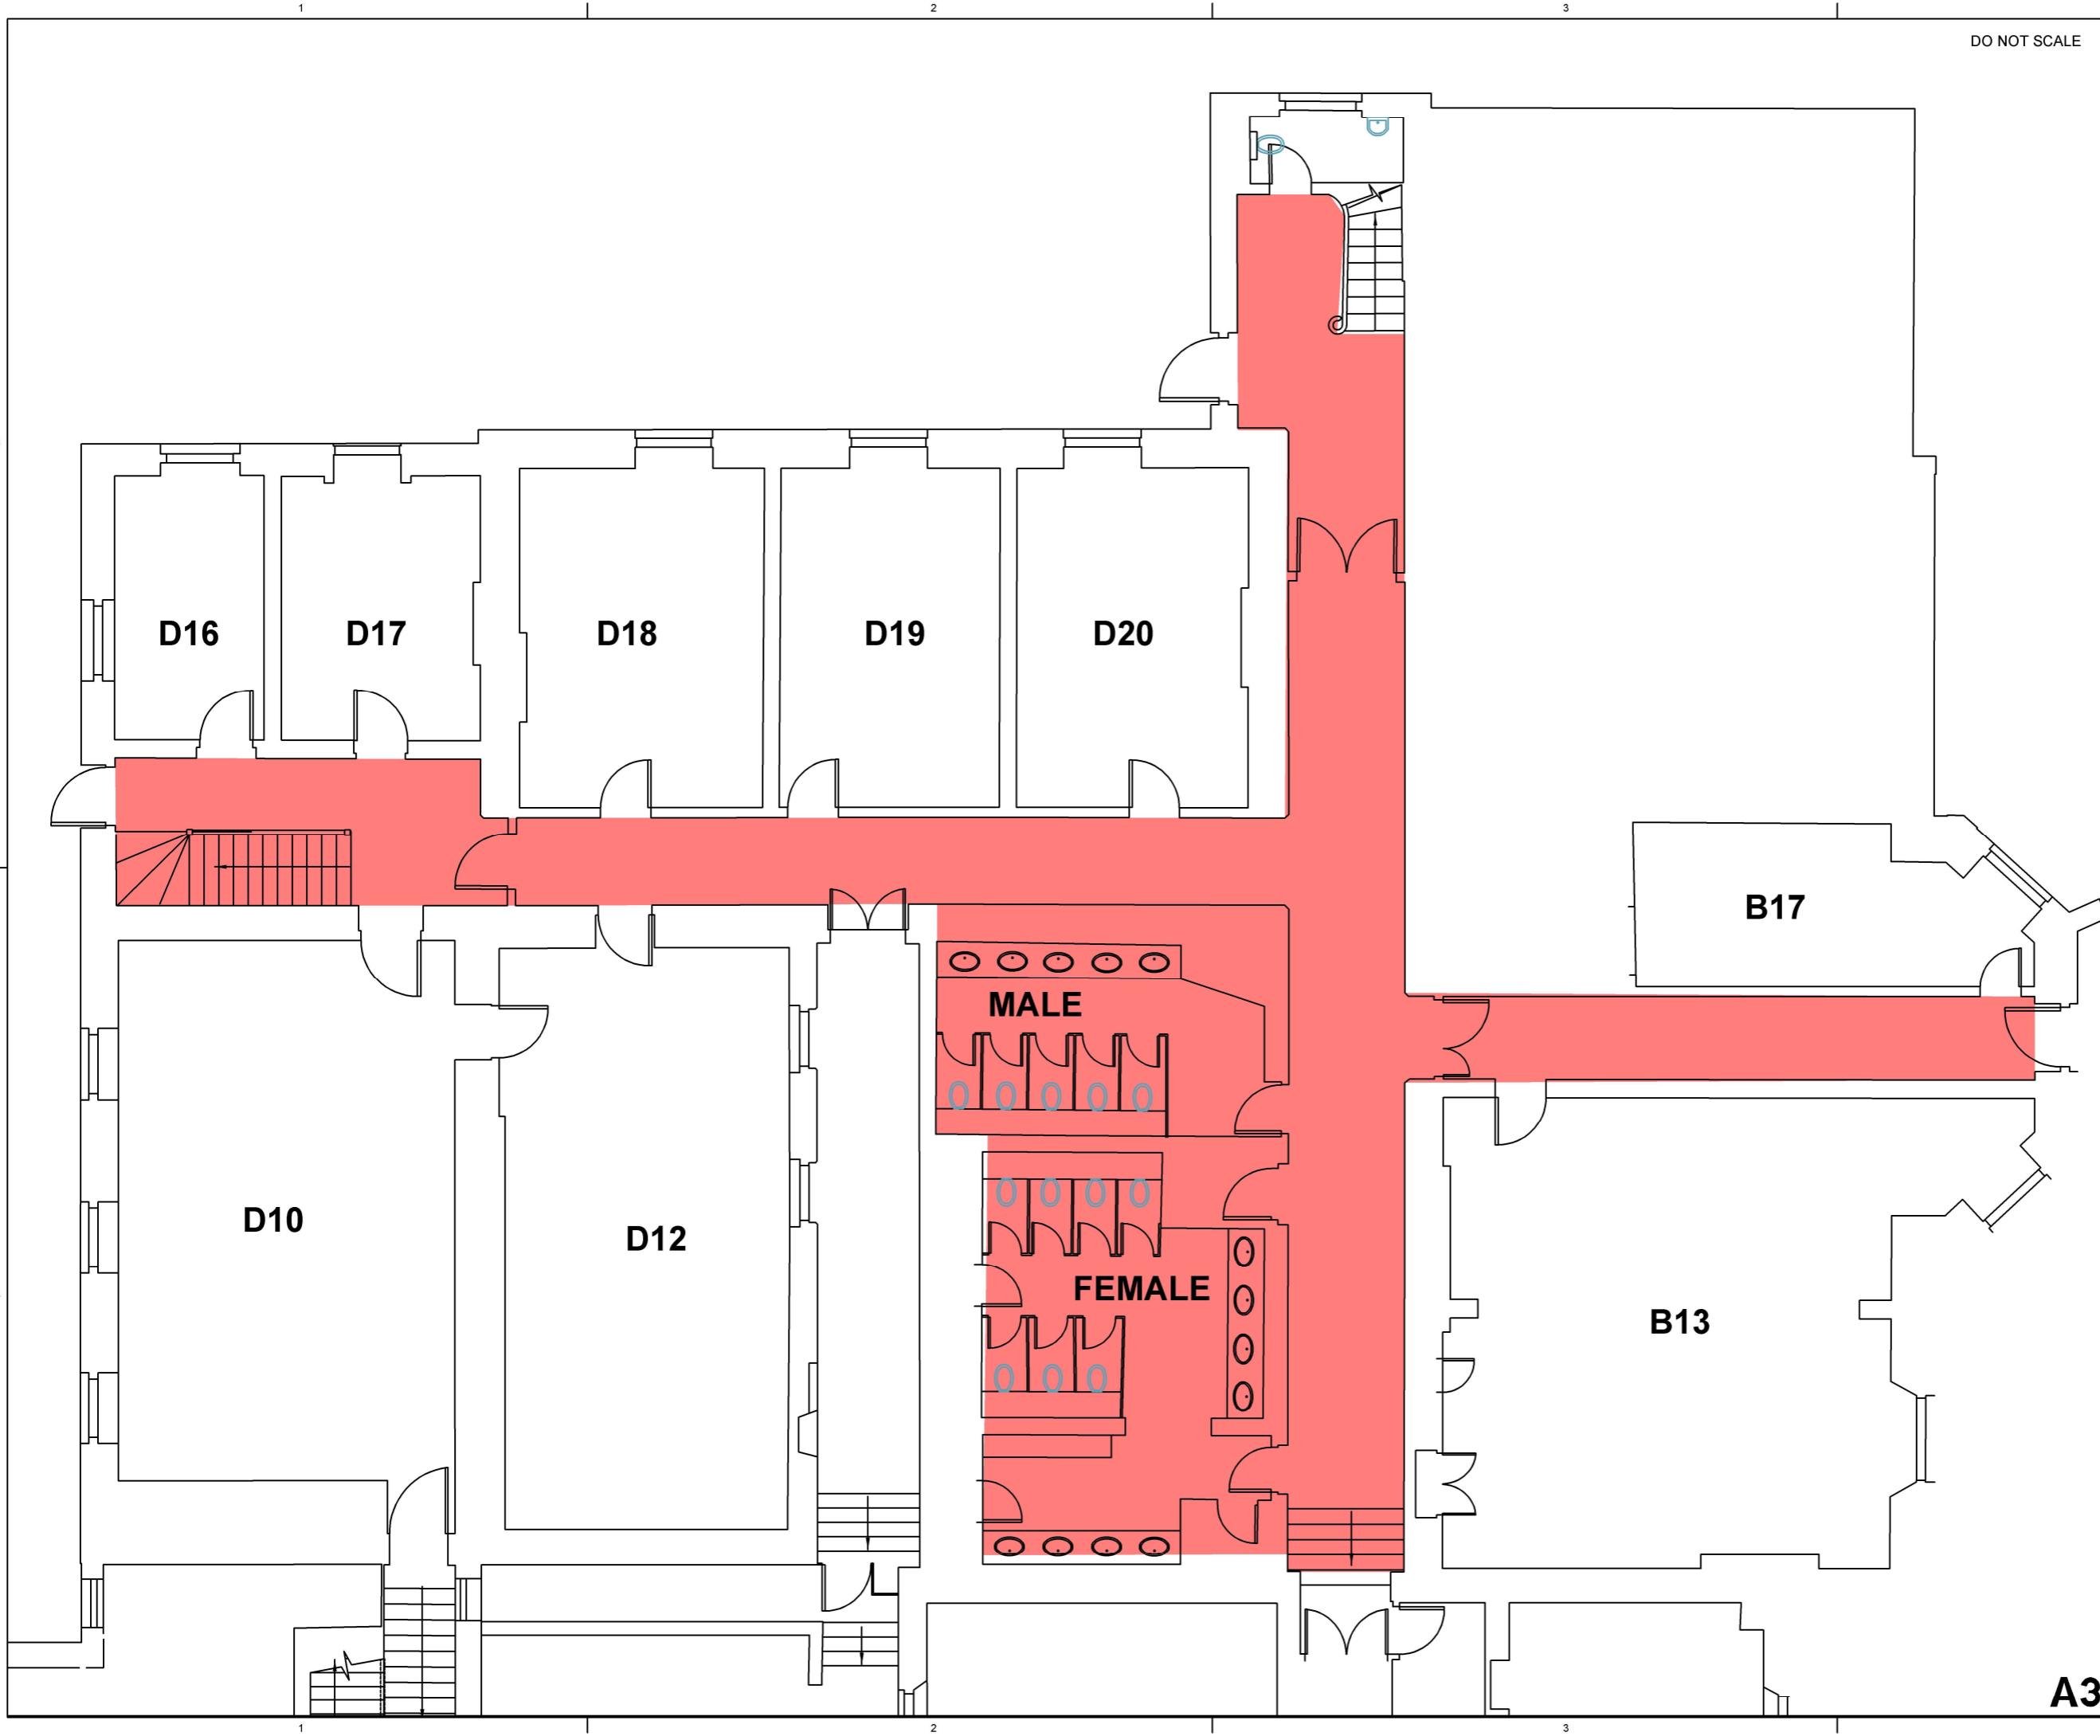 1 2 3
DO NOT SCALE
D16 D17 D18 D19 D20
B17
MALE
D10 D12 FEMALE B13
A3
1 2 3